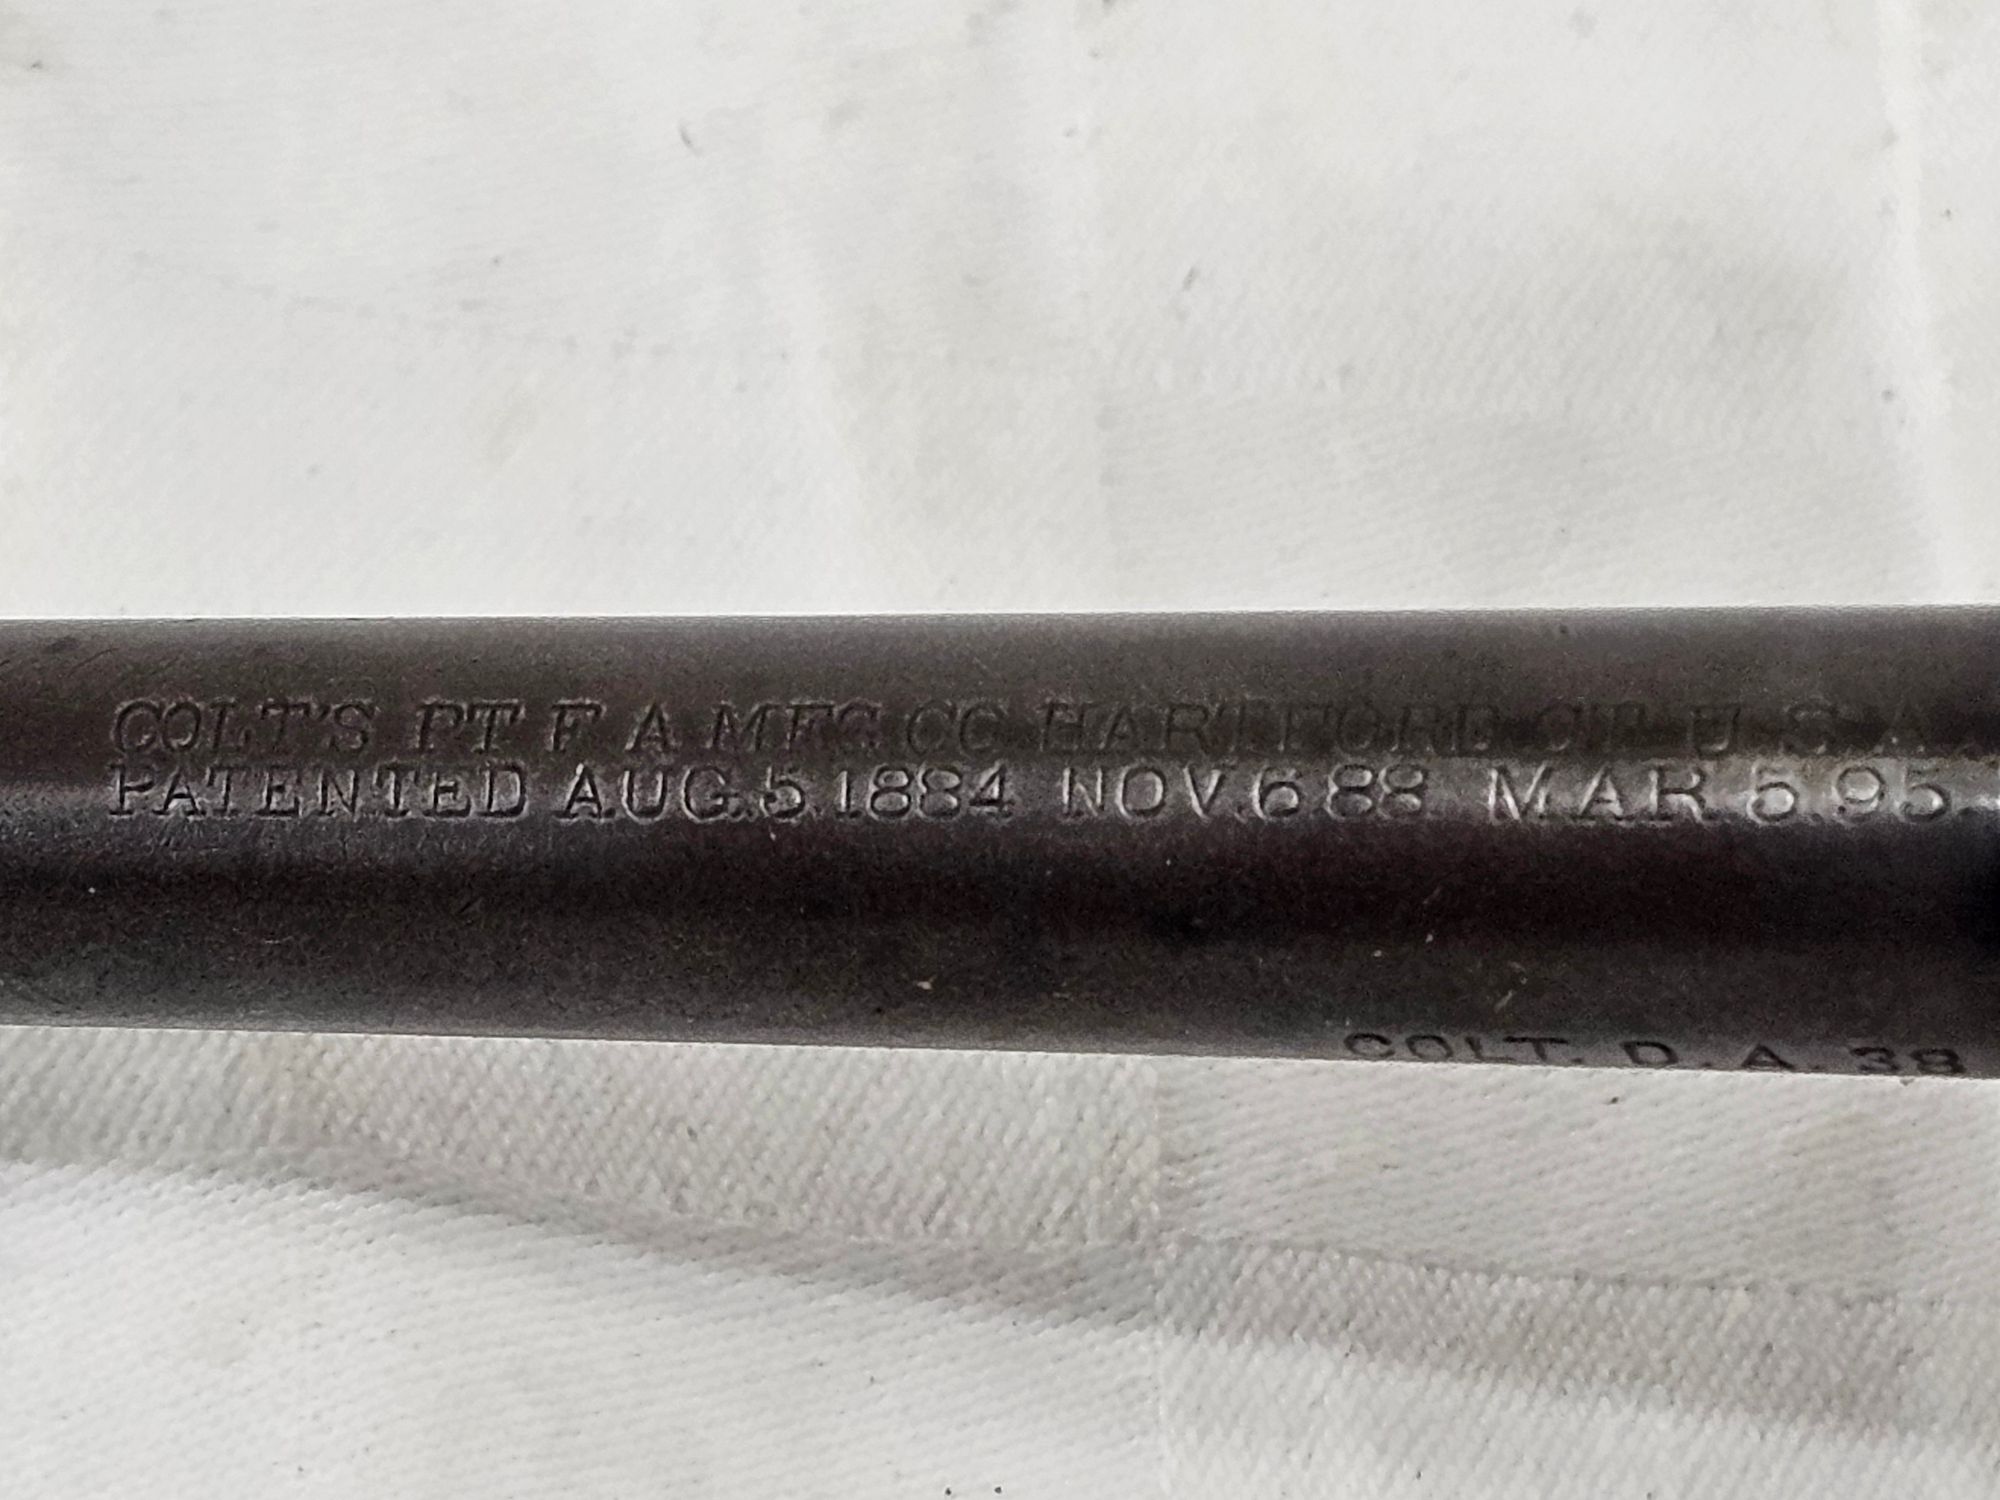 COLT'S PT F A MFG CO HARTFORD CT U S A
PATENTED AUG. 5. 1884 NOV. 6 88 MAR 5. 95.
COLT. D. A. 38